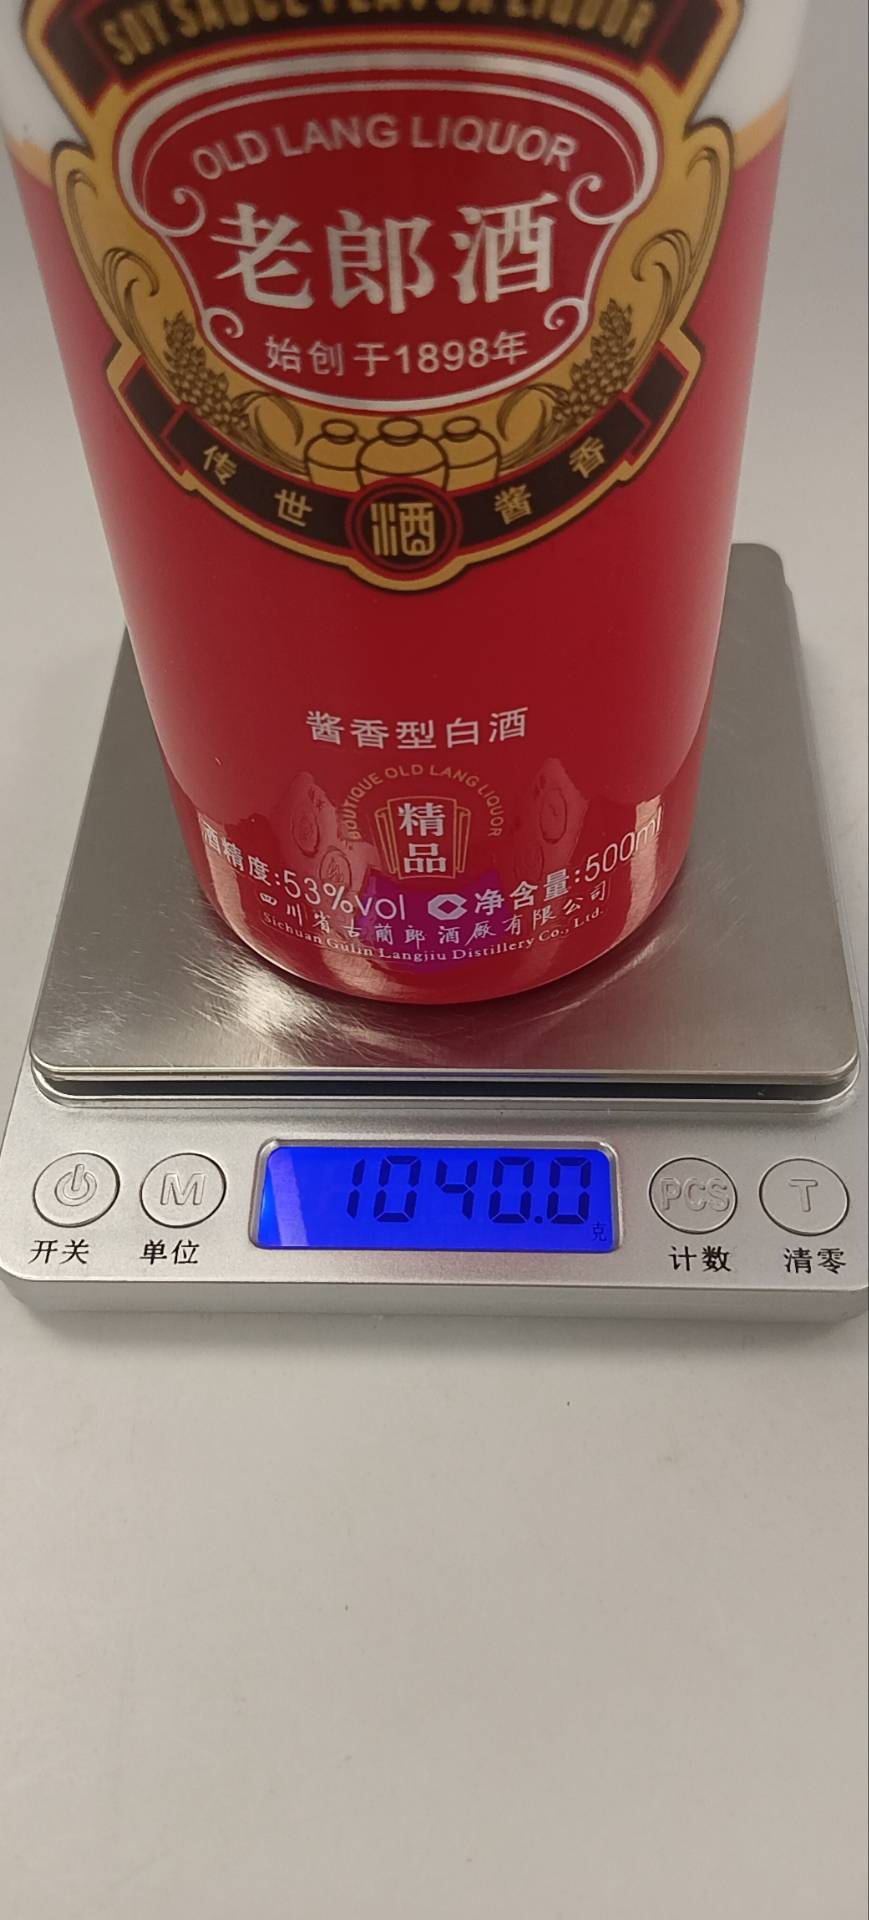 SOY SAUCE FLAVOR LIQUOR
OLD LANG LIQUOR
老郎酒
始创于1898年
传世酒酱香
酱香型白酒
BOUTIQUE OLD LANG LIQUOR
精品
酒精度:53%vol 净含量:500ml
四川省古蔺郎酒厰有限公司
Sichuan Gulin Langjiu Distillery Co., Ltd.
1040.0
克
M PCS T
开关 单位 计数 清零